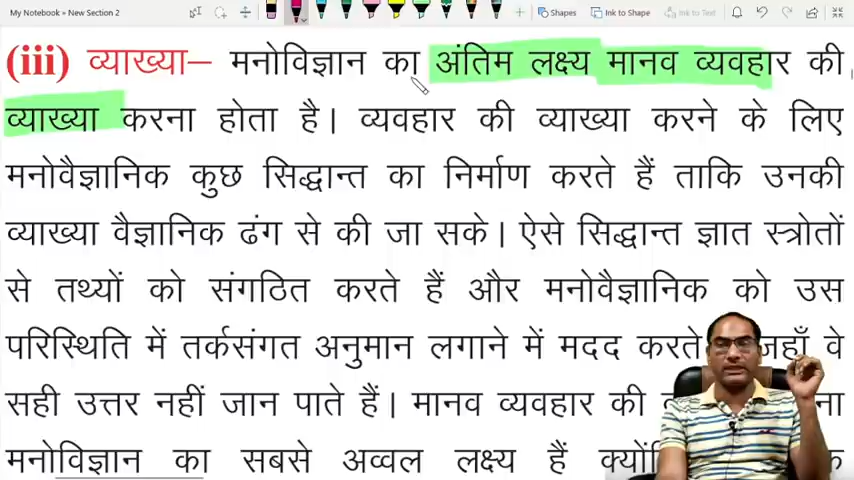 My Notebook » New Section 2
Shapes Ink to Shape Ink to Text
(iii) व्याख्या– मनोविज्ञान का अंतिम लक्ष्य मानव व्यवहार की
व्याख्या करना होता है। व्यवहार की व्याख्या करने के लिए
मनोवैज्ञानिक कुछ सिद्धान्त का निर्माण करते हैं ताकि उनकी
व्याख्या वैज्ञानिक ढंग से की जा सके। ऐसे सिद्धान्त ज्ञात स्त्रोतों
से तथ्यों को संगठित करते हैं और मनोवैज्ञानिक को उस
परिस्थिति में तर्कसंगत अनुमान लगाने में मदद करते जहाँ वे
सही उत्तर नहीं जान पाते हैं। मानव व्यवहार की
मनोविज्ञान का सबसे अव्वल लक्ष्य हैं